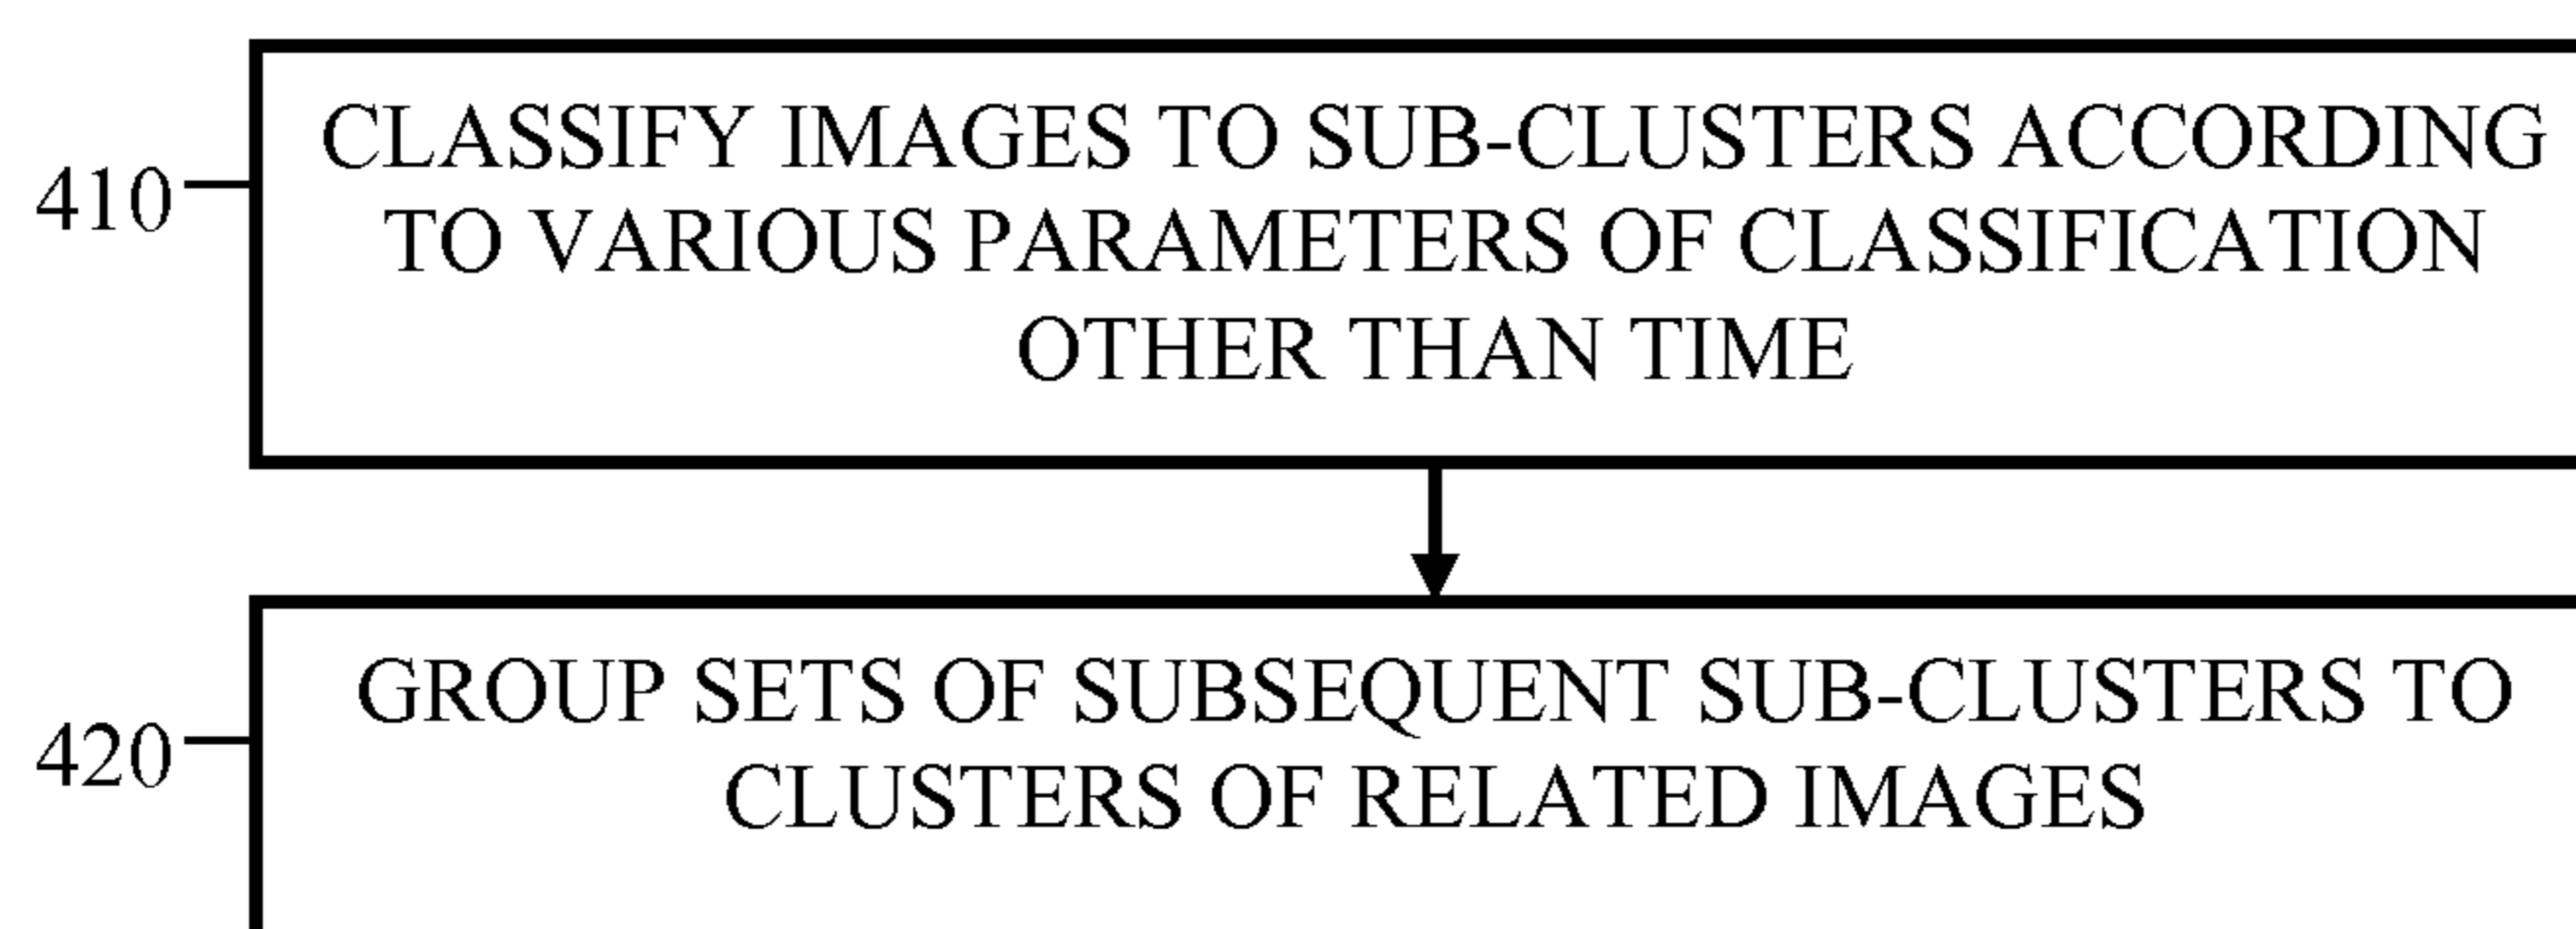 410
CLASSIFY IMAGES TO SUB-CLUSTERS ACCORDING
TO VARIOUS PARAMETERS OF CLASSIFICATION
OTHER THAN TIME
420
GROUP SETS OF SUBSEQUENT SUB-CLUSTERS TO
CLUSTERS OF RELATED IMAGES